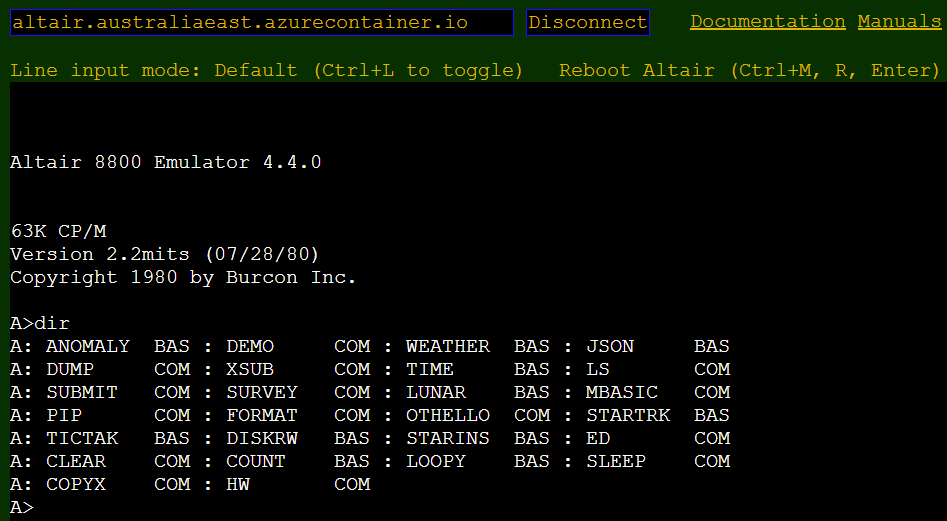 altair.australiaeast.azurecontainer.io Disconnect Documentation Manuals
Line input mode: Default (Ctrl+L to toggle) Reboot Altair (Ctrl+M, R, Enter)
Altair 8800 Emulator 4.4.0
63K CP/M
Version 2.2mits (07/28/80)
Copyright 1980 by Burcon Inc.
A>dir
A: ANOMALY  BAS : DEMO     COM : WEATHER  BAS : JSON     BAS
A: DUMP     COM : XSUB     COM : TIME     BAS : LS       COM
A: SUBMIT   COM : SURVEY   COM : LUNAR    BAS : MBASIC   COM
A: PIP      COM : FORMAT   COM : OTHELLO  COM : STARTRK  BAS
A: TICTAK   BAS : DISKRW   BAS : STARINS  BAS : ED       COM
A: CLEAR    COM : COUNT    BAS : LOOPY    BAS : SLEEP    COM
A: COPYX    COM : HW       COM
A>